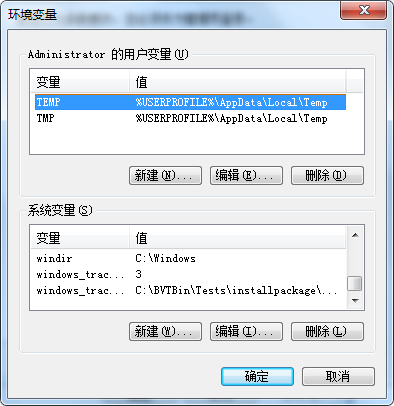 环境变量
Administrator 的用户变量(U)
变量 值
TEMP %USERPROFILE%\AppData\Local\Temp
TMP %USERPROFILE%\AppData\Local\Temp
新建(N)... 编辑(E)... 删除(D)
系统变量(S)
变量 值
windir C:\Windows
windows_trac... 3
windows_trac... C:\BVTBin\Tests\installpackage\...
新建(W)... 编辑(I)... 删除(L)
确定 取消